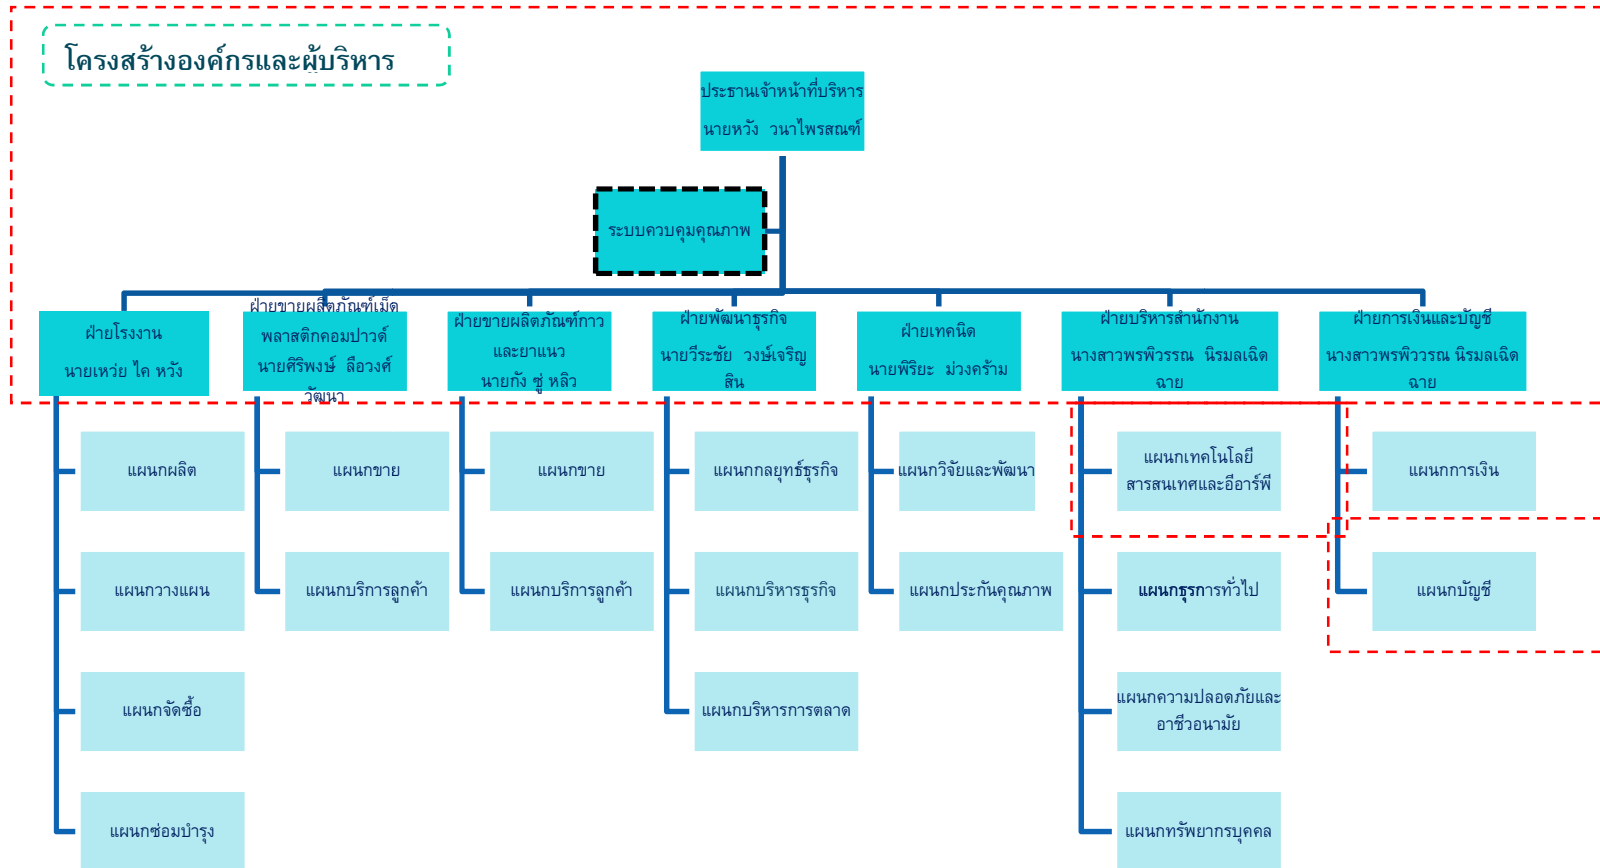 โครงสร้างองค์กรและผู้บริหาร
ประธานเจ้าหน้าที่บริหาร
นายหวัง วนาไพรสณฑ์
ระบบควบคุมคุณภาพ
ฝ่ายโรงงาน
นายเหว่ย ไค หวัง
ฝ่ายขายผลิตภัณฑ์เม็ด
พลาสติกคอมปาวด์
นายศิริพงษ์ ลือวงศ์
วัฒนา
ฝ่ายขายผลิตภัณฑ์กาว
และยาแนว
นายกัง ซู่ หลิว
ฝ่ายพัฒนาธุรกิจ
นายวีระชัย วงษ์เจริญ
สิน
ฝ่ายเทคนิด
นายพิริยะ ม่วงคร้าม
ฝ่ายบริหารสำนักงาน
นางสาวพรพิวรรณ นิรมลเฉิด
ฉาย
ฝ่ายการเงินและบัญชี
นางสาวพรพิววรณ นิรมลเฉิด
ฉาย
แผนกผลิต
แผนกขาย
แผนกขาย
แผนกกลยุทธ์ธุรกิจ
แผนกวิจัยและพัฒนา
แผนกเทคโนโลยี
สารสนเทศและอีอาร์พี
แผนกการเงิน
แผนกวางแผน
แผนกบริการลูกค้า
แผนกบริการลูกค้า
แผนกบริหารธุรกิจ
แผนกประกันคุณภาพ
แผนกธุรการทั่วไป
แผนกบัญชี
แผนกจัดซื้อ
แผนกบริหารการตลาด
แผนกความปลอดภัยและ
อาชีวอนามัย
แผนกซ่อมบำรุง
แผนกทรัพยากรบุคคล